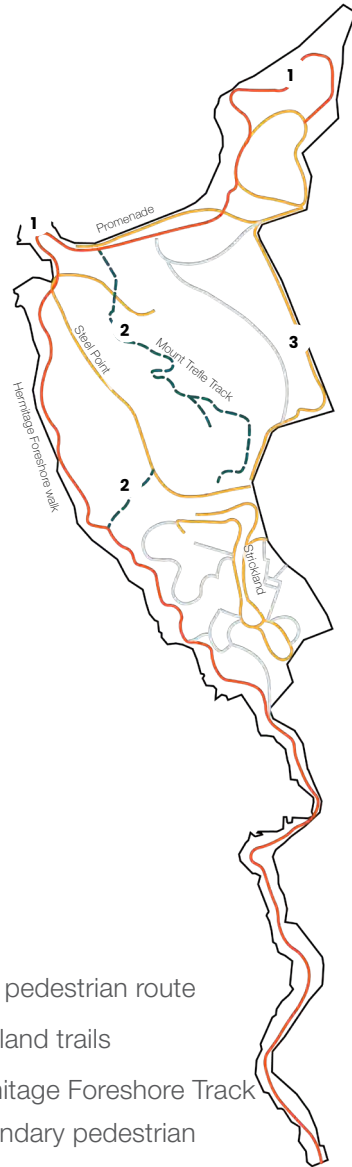 1
1
Promenade
2
3
Mount Trefle Track
Steel Point
Hermitage Foreshore walk
2
Strickland
pedestrian route
land trails
nitage Foreshore Track
ndary pedestrian